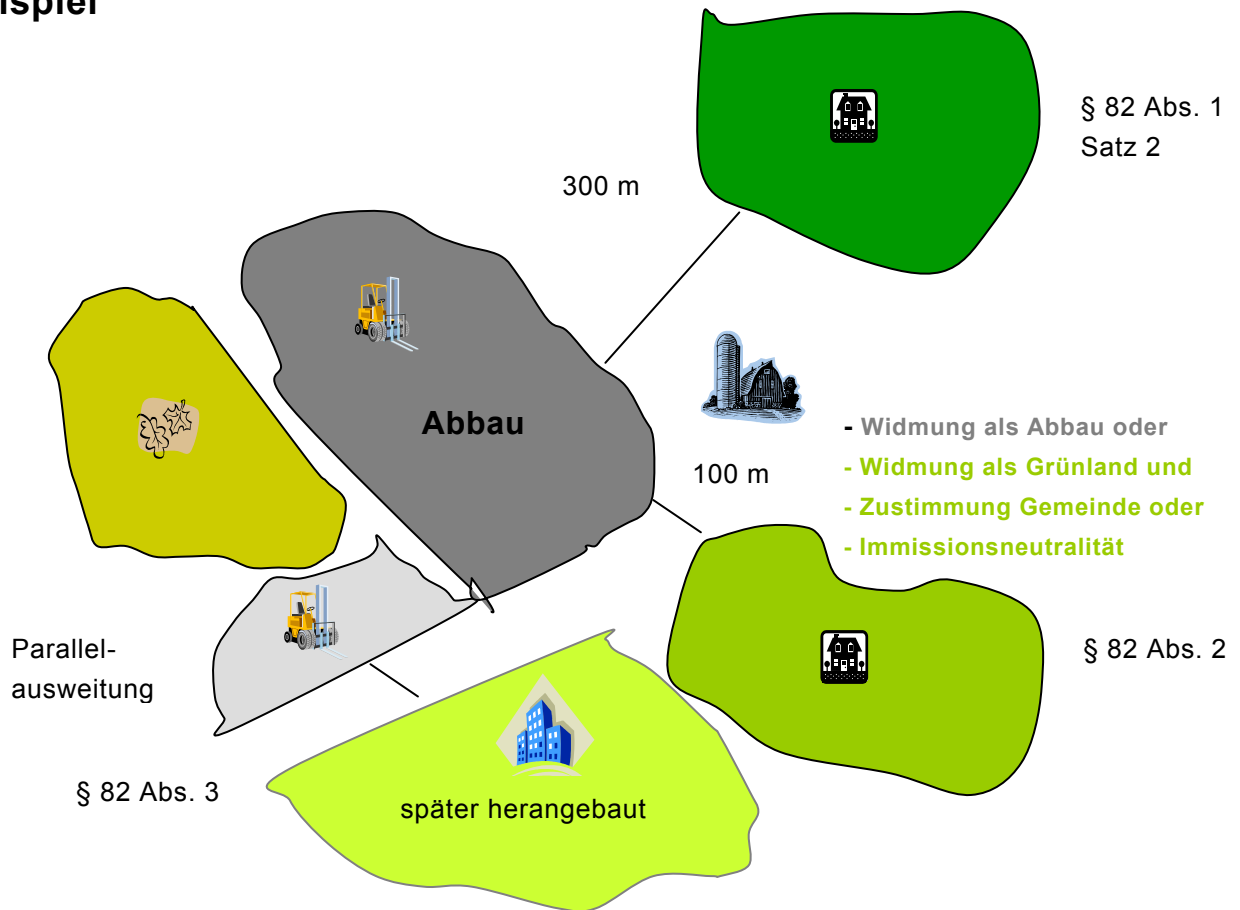 § 82 Abs. 1
Satz 2
300 m
Abbau
100 m
- Widmung als Abbau oder
- Widmung als Grünland und
- Zustimmung Gemeinde oder
- Immissionsneutralität
Parallel-
ausweitung
§ 82 Abs. 2
§ 82 Abs. 3
später herangebaut